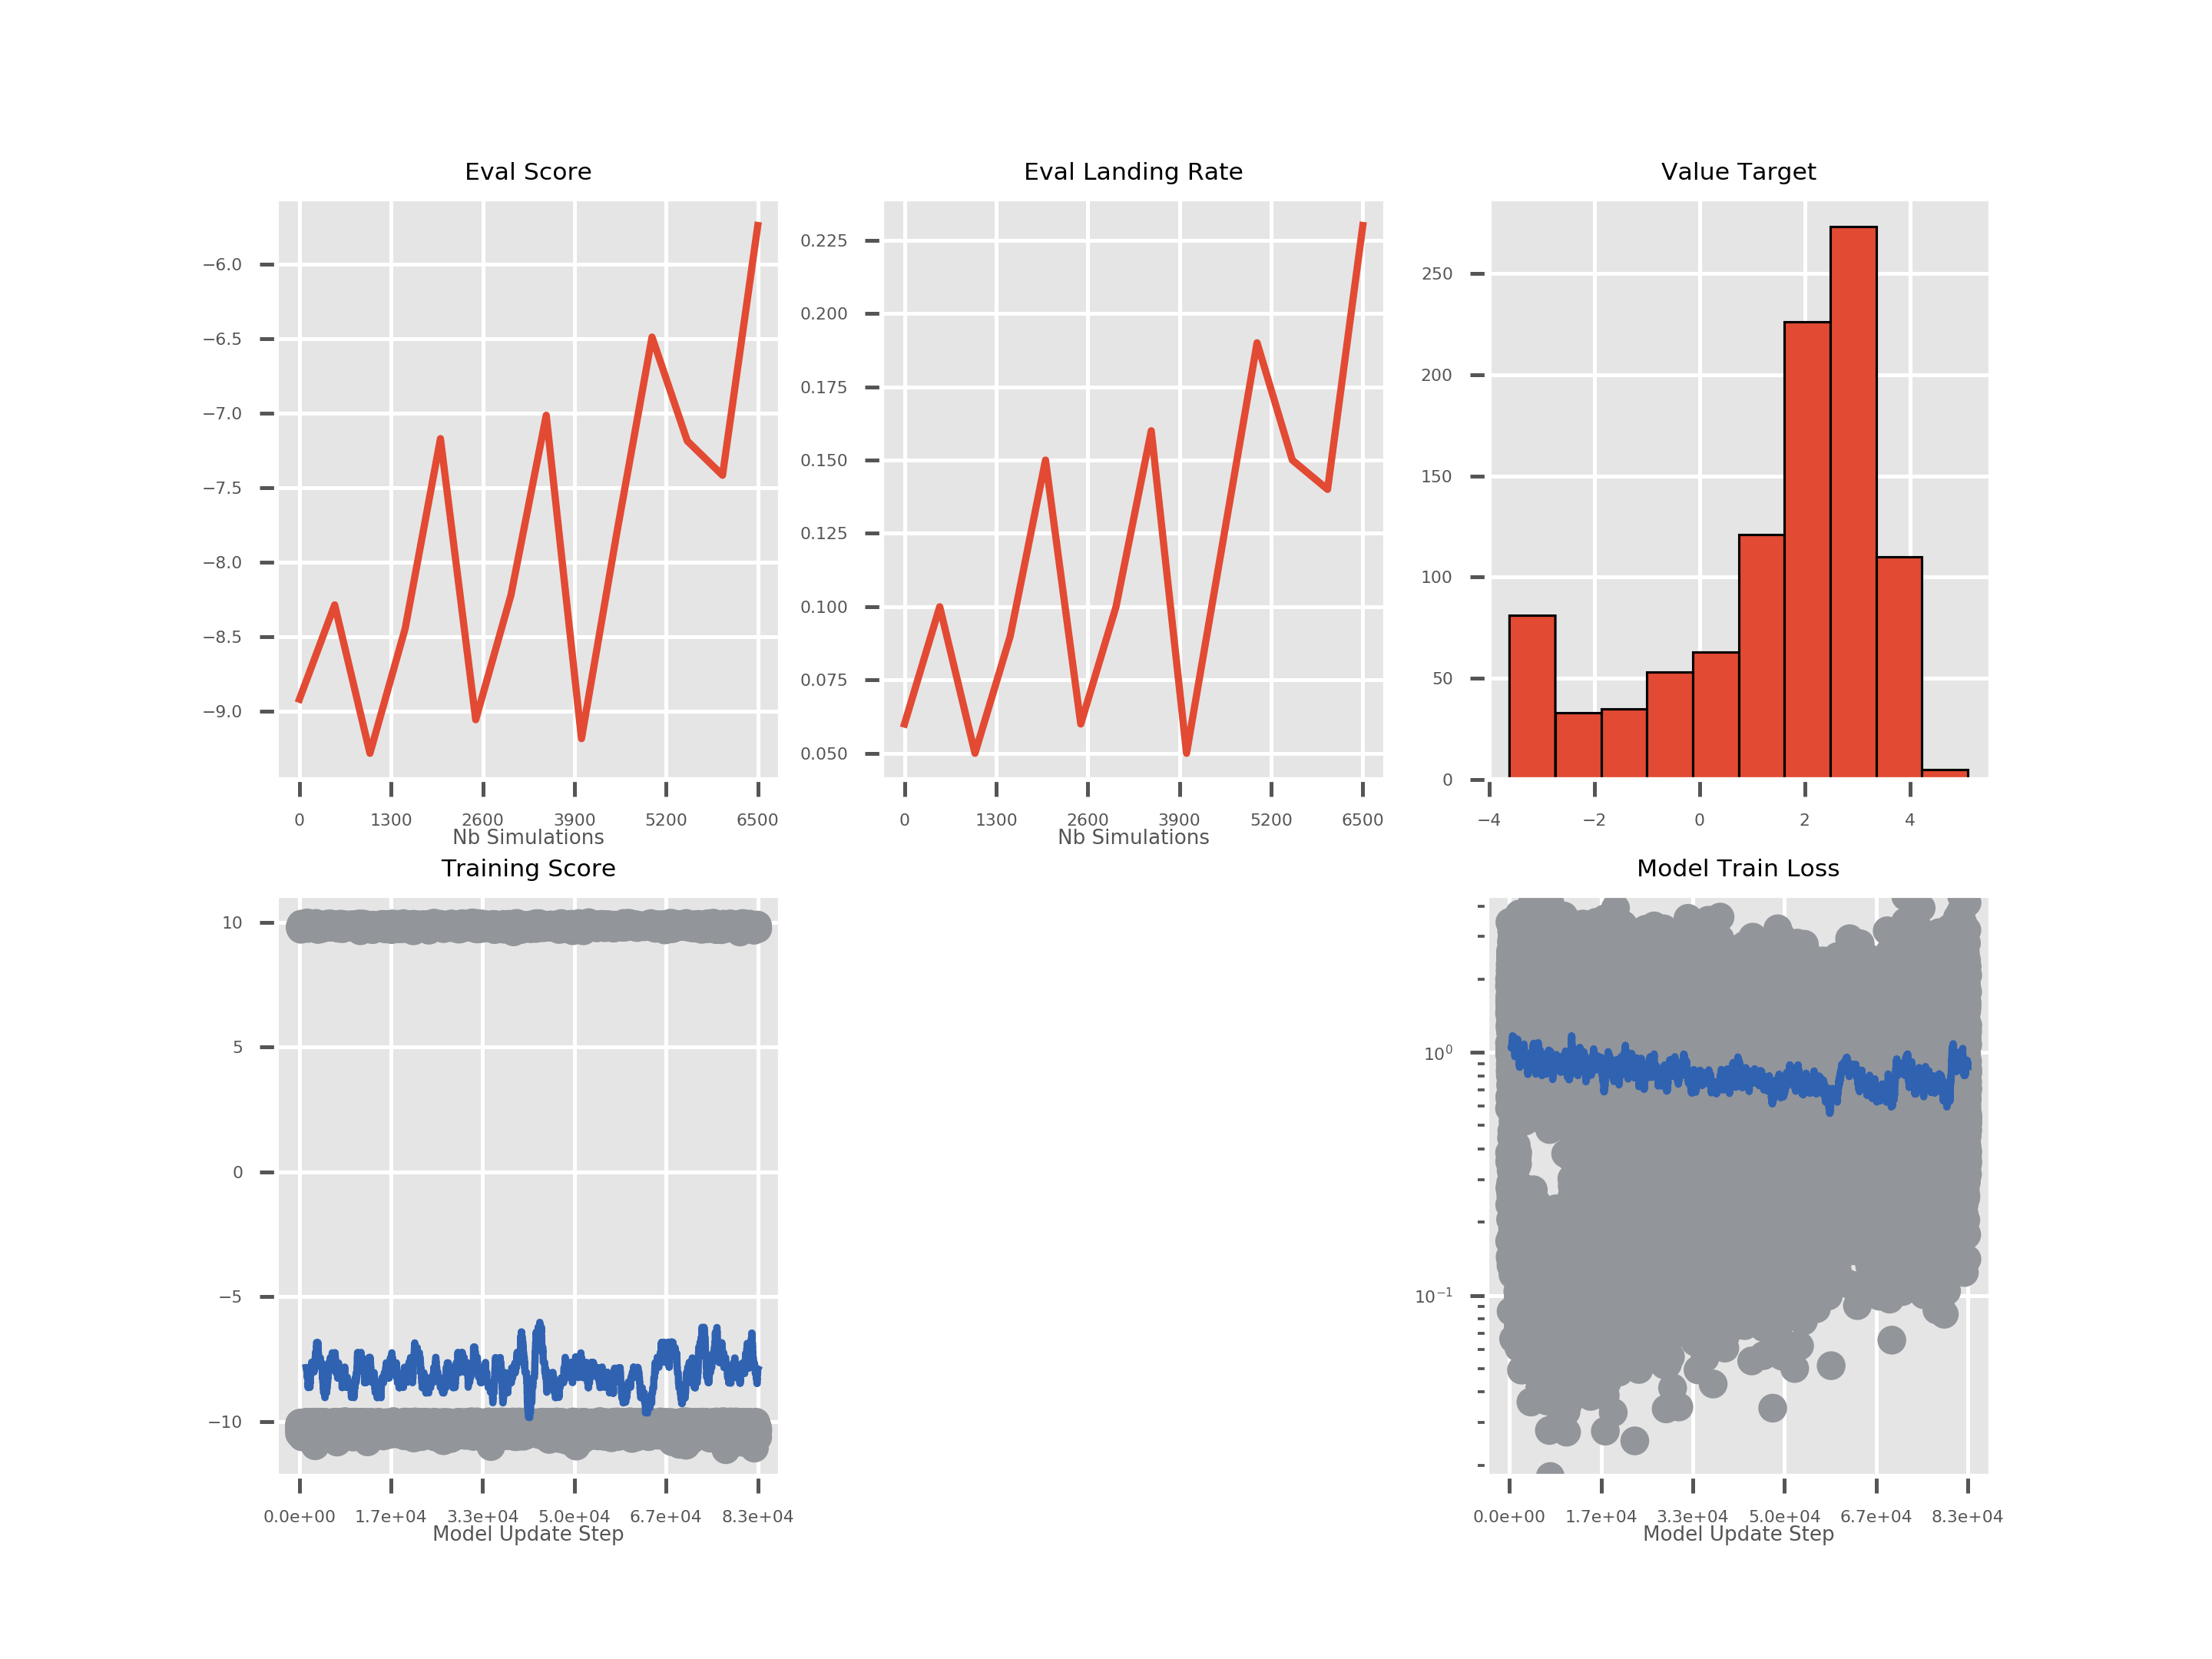 Eval Score
−6.0
−6.5
−7.0
−7.5
−8.0
−8.5
−9.0
0 1300 2600 3900 5200 6500
Nb Simulations
Eval Landing Rate
0.225
0.200
0.175
0.150
0.125
0.100
0.075
0.050
0 1300 2600 3900 5200 6500
Nb Simulations
Value Target
250
200
150
100
50
0
−4 −2 0 2 4
Training Score
10
5
0
−5
−10
0.0e+00 1.7e+04 3.3e+04 5.0e+04 6.7e+04 8.3e+04
Model Update Step
Model Train Loss
10⁰
10⁻¹
0.0e+00 1.7e+04 3.3e+04 5.0e+04 6.7e+04 8.3e+04
Model Update Step